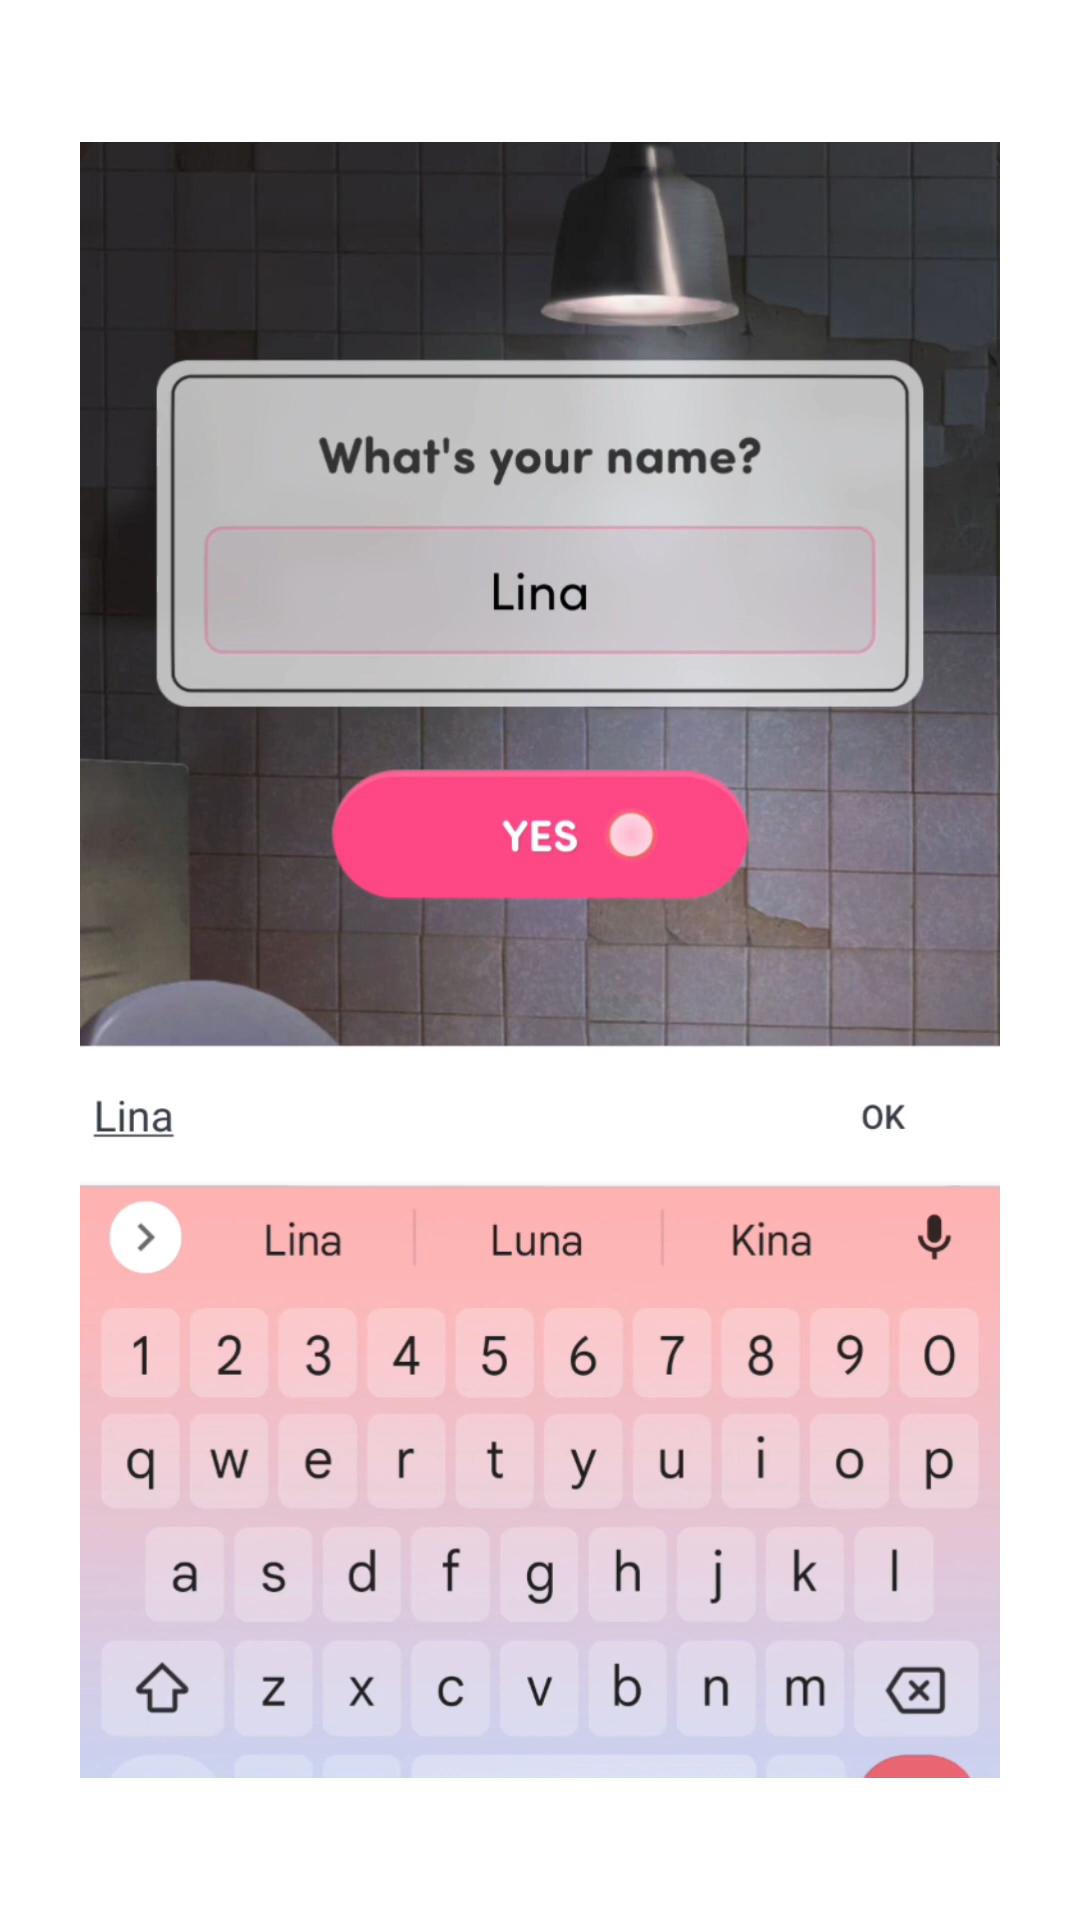 What's your name?
Lina
YES
Lina
OK
Lina Luna Kina
1 2 3 4 5 6 7 8 9 0
q w e r t y u i o p
a s d f g h j k l
z x c v b n m